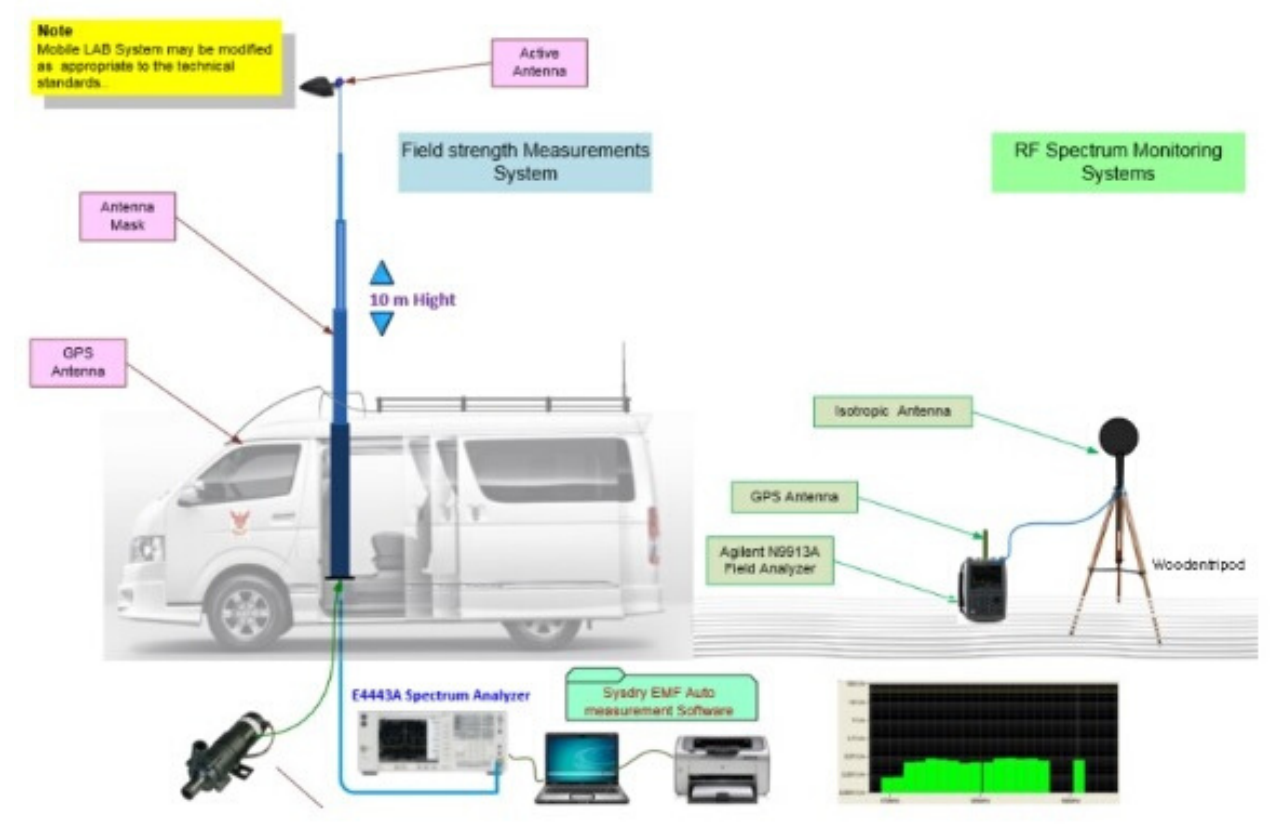 Note
Mobile LAB System may be modified
as appropriate to the technical
standards..
Active
Antenna
Field strength Measurements
System
RF Spectrum Monitoring
Systems
Antenna
Mask
10 m Hight
GPS
Antenna
Isotropic Antenna
GPS Antenna
Agilent N9913A
Field Analyzer
Woodentripod
E4443A Spectrum Analyzer
Sysdry EMF Auto
measurement Software